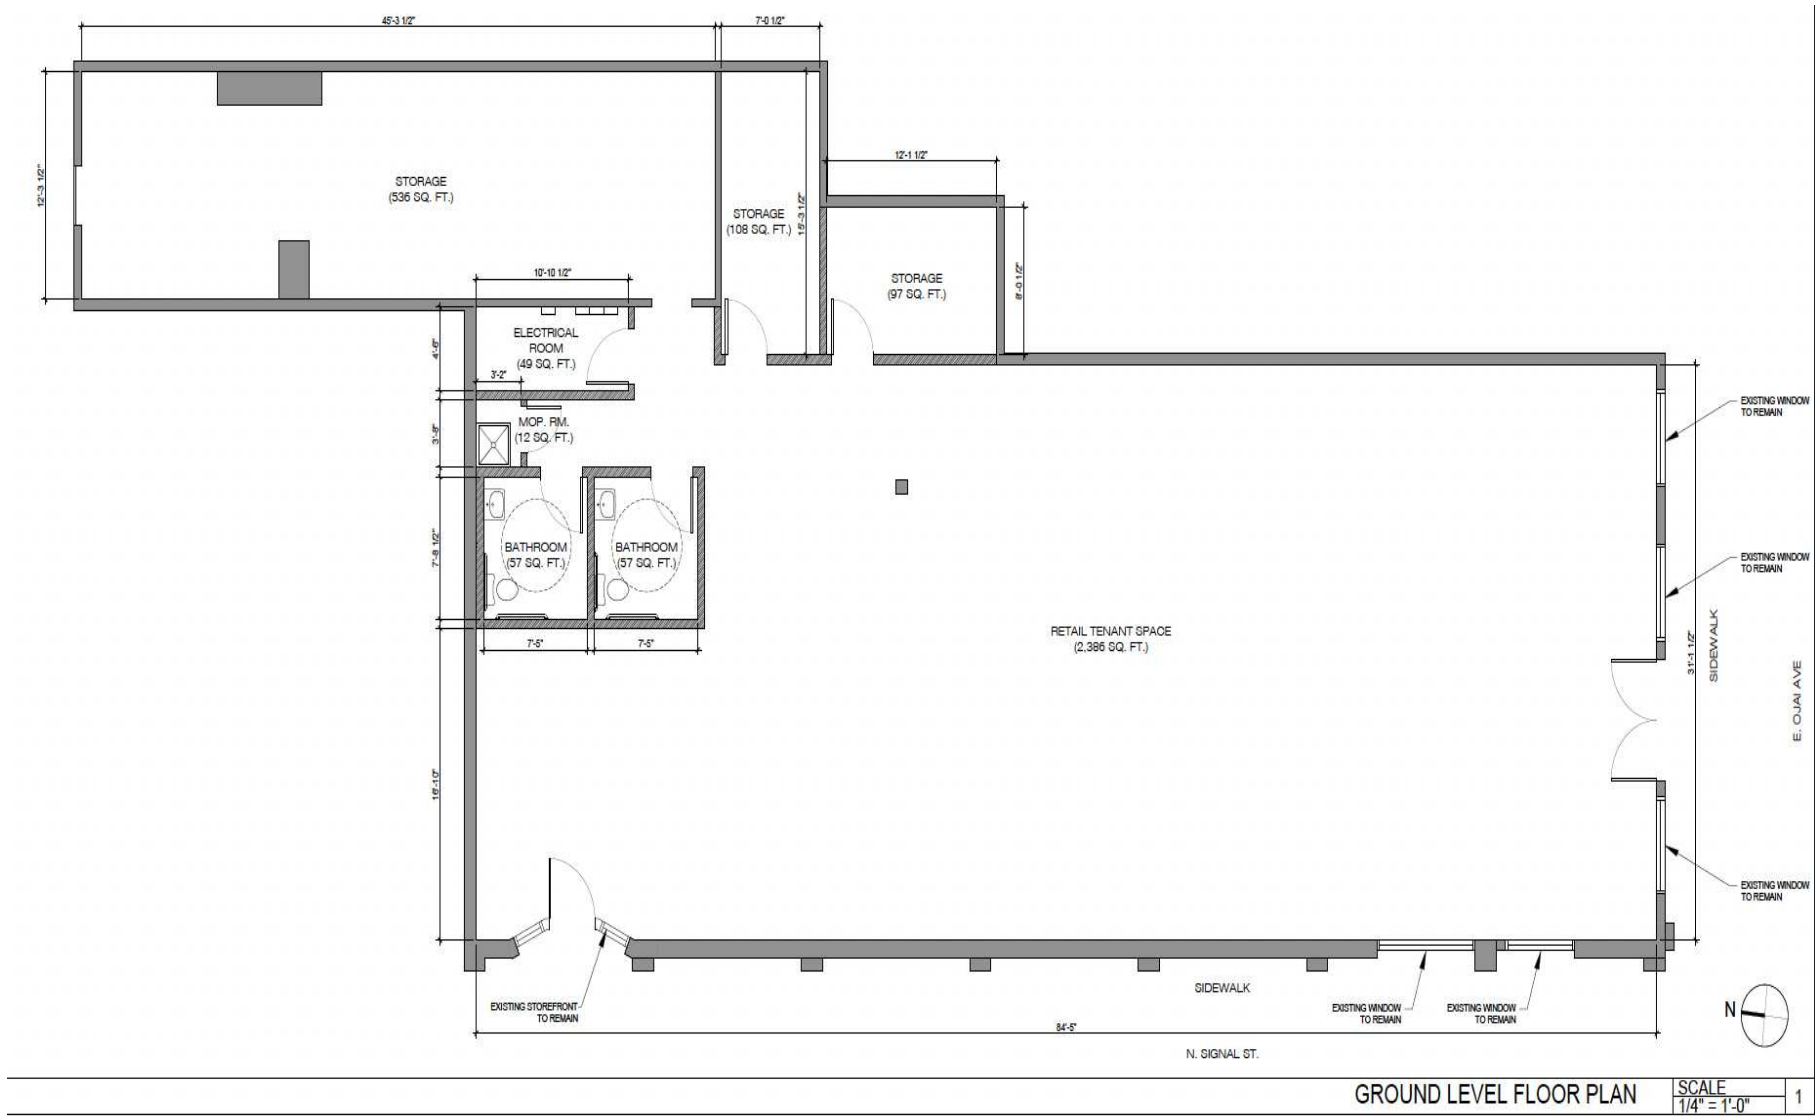 45'-3 1/2"
7'-0 1/2"
12'-3 1/2"
STORAGE
(536 SQ. FT.)
STORAGE
(108 SQ. FT.)
15'-3 1/2"
12'-1 1/2"
STORAGE
(97 SQ. FT.)
8'-0 1/2"
10'-10 1/2"
ELECTRICAL
ROOM
(49 SQ. FT.)
4'-6"
3'-2"
MOP. RM.
(12 SQ. FT.)
3'-8"
BATHROOM
(57 SQ. FT.)
BATHROOM
(57 SQ. FT.)
7'-8 1/2"
7'-5"
7'-5"
16'-10"
RETAIL TENANT SPACE
(2,386 SQ. FT.)
EXISTING WINDOW
TO REMAIN
EXISTING WINDOW
TO REMAIN
31'-1 1/2"
SIDEWALK
E. OJAI AVE
EXISTING WINDOW
TO REMAIN
EXISTING STOREFRONT
TO REMAIN
SIDEWALK
EXISTING WINDOW
TO REMAIN
EXISTING WINDOW
TO REMAIN
84'-5"
N. SIGNAL ST.
N
GROUND LEVEL FLOOR PLAN
SCALE
1/4" = 1'-0"
1